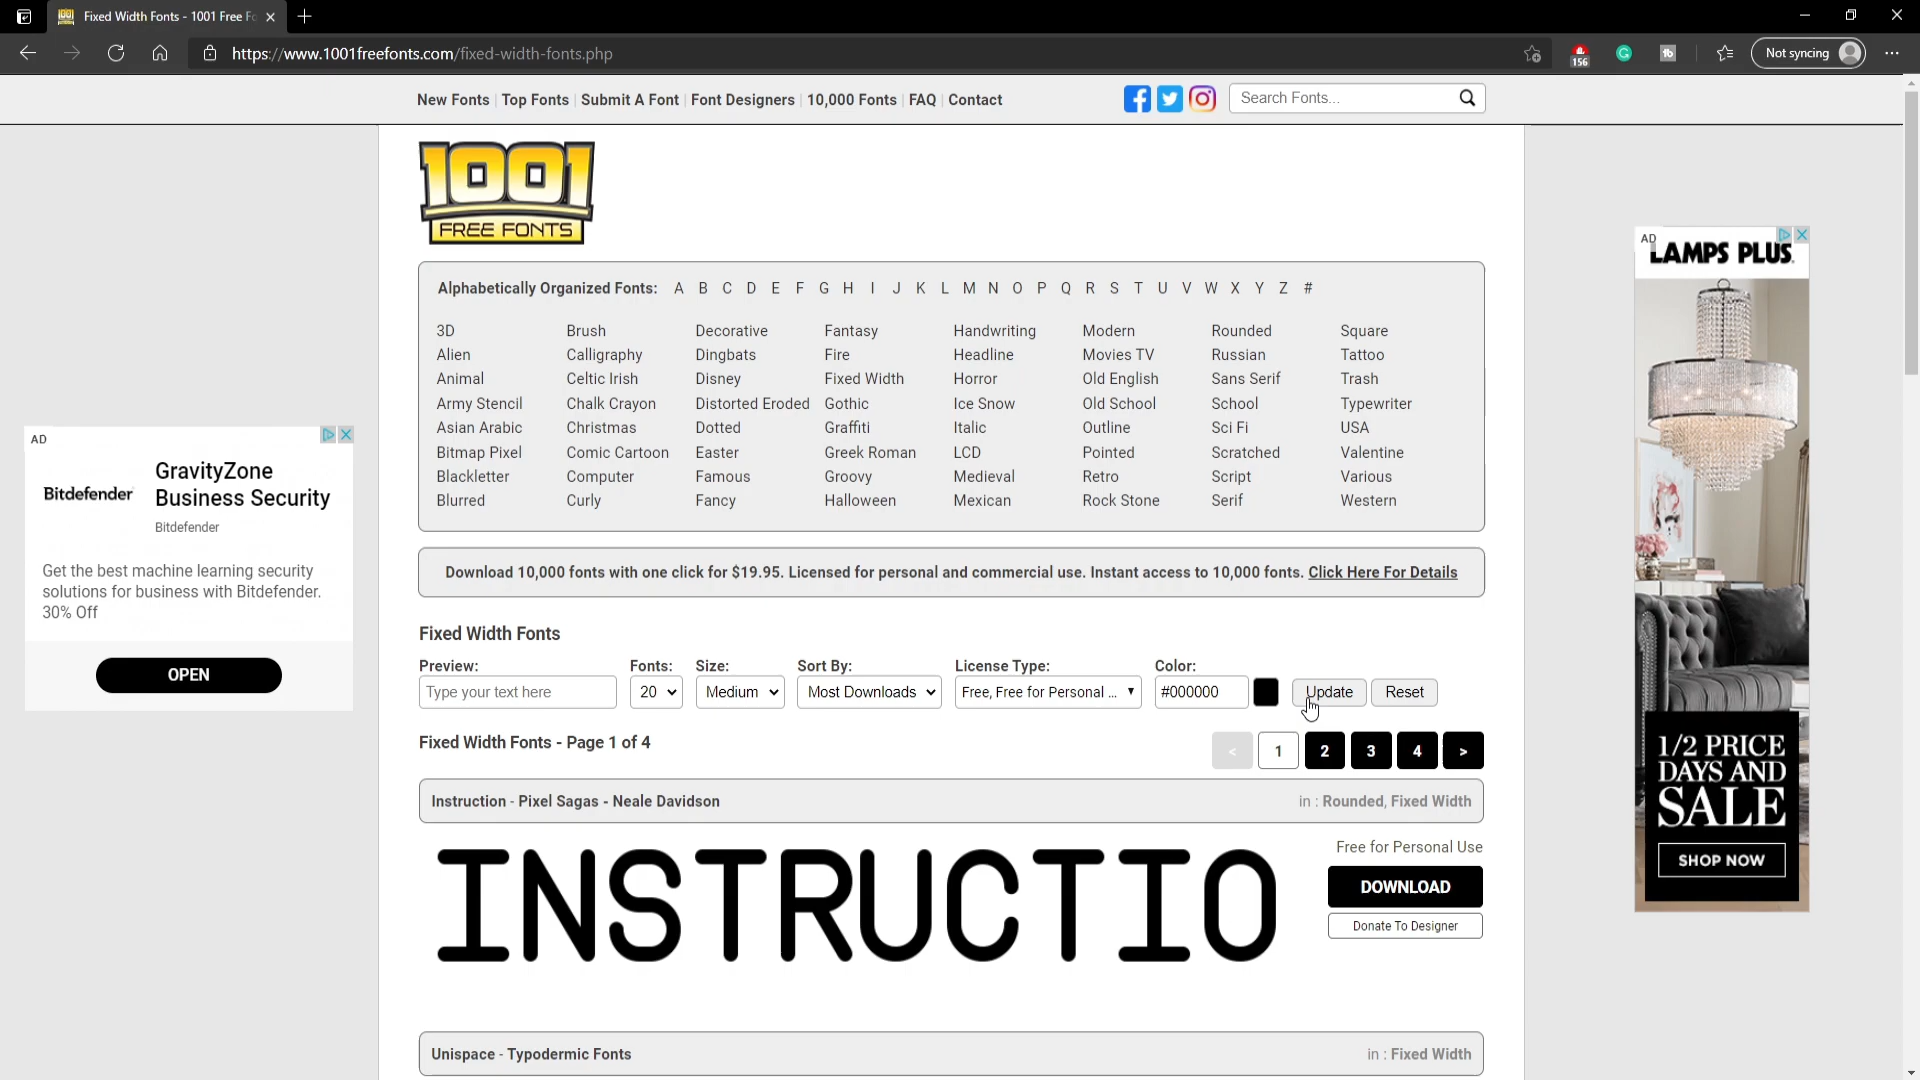 Fixed Width Fonts - 1001 Free Fo
https://www.1001freefonts.com/fixed-width-fonts.php
156
Not syncing
New Fonts | Top Fonts | Submit A Font | Font Designers | 10,000 Fonts | FAQ | Contact
Search Fonts...
1001
FREE FONTS
Alphabetically Organized Fonts: A B C D E F G H I J K L M N O P Q R S T U V W X Y Z #
3D Brush Decorative Fantasy Handwriting Modern Rounded Square
Alien Calligraphy Dingbats Fire Headline Movies TV Russian Tattoo
Animal Celtic Irish Disney Fixed Width Horror Old English Sans Serif Trash
Army Stencil Chalk Crayon Distorted Eroded Gothic Ice Snow Old School School Typewriter
Asian Arabic Christmas Dotted Graffiti Italic Outline Sci Fi USA
Bitmap Pixel Comic Cartoon Easter Greek Roman LCD Pointed Scratched Valentine
Blackletter Computer Famous Groovy Medieval Retro Script Various
Blurred Curly Fancy Halloween Mexican Rock Stone Serif Western
Download 10,000 fonts with one click for $19.95. Licensed for personal and commercial use. Instant access to 10,000 fonts. Click Here For Details
Fixed Width Fonts
Preview: Fonts: Size: Sort By: License Type: Color:
Type your text here 20 Medium Most Downloads Free, Free for Personal ... #000000 Update Reset
Fixed Width Fonts - Page 1 of 4
< 1 2 3 4 >
Instruction - Pixel Sagas - Neale Davidson in : Rounded, Fixed Width
INSTRUCTIO
Free for Personal Use
DOWNLOAD
Donate To Designer
Unispace - Typodermic Fonts in : Fixed Width
AD
Bitdefender
GravityZone
Business Security
Bitdefender
Get the best machine learning security
solutions for business with Bitdefender.
30% Off
OPEN
AD
LAMPS PLUS
1/2 PRICE
DAYS AND
SALE
SHOP NOW